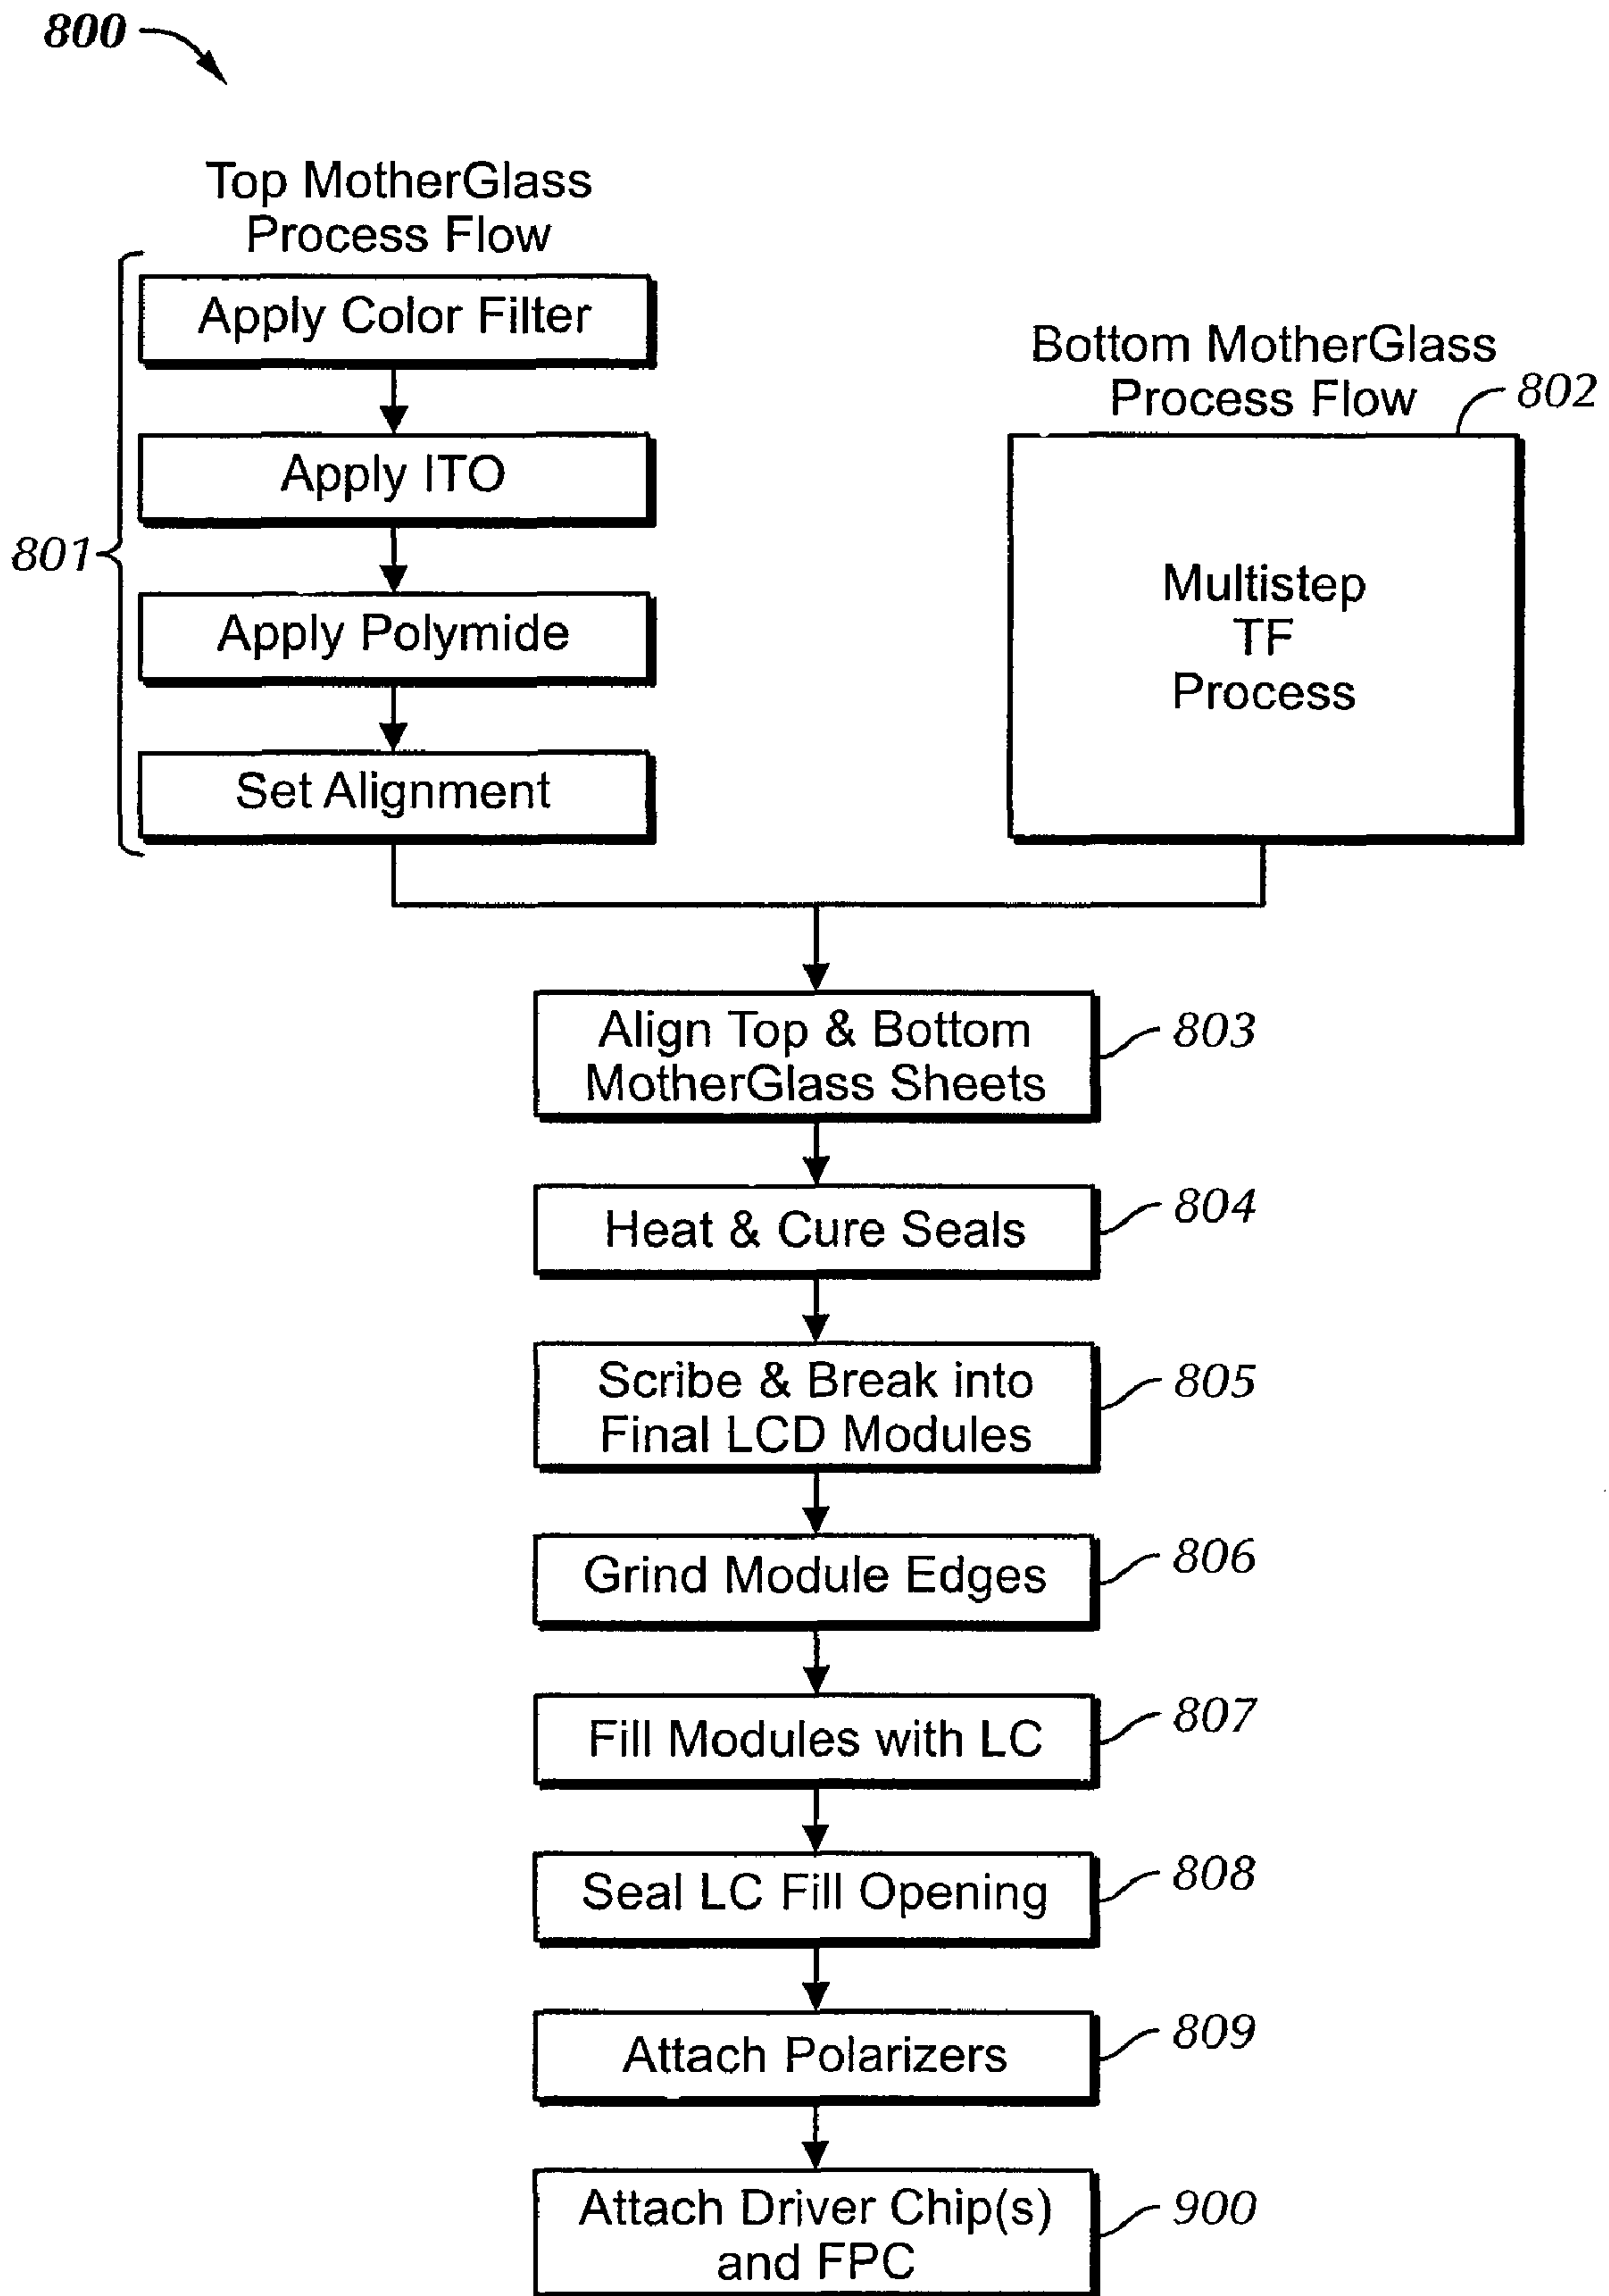 800
Top MotherGlass
Process Flow
Apply Color Filter
Apply ITO
801
Apply Polymide
Set Alignment
Bottom MotherGlass
Process Flow
802
Multistep
TF
Process
Align Top & Bottom
MotherGlass Sheets
803
Heat & Cure Seals
804
Scribe & Break into
Final LCD Modules
805
Grind Module Edges
806
Fill Modules with LC
807
Seal LC Fill Opening
808
Attach Polarizers
809
Attach Driver Chip(s)
and FPC
900